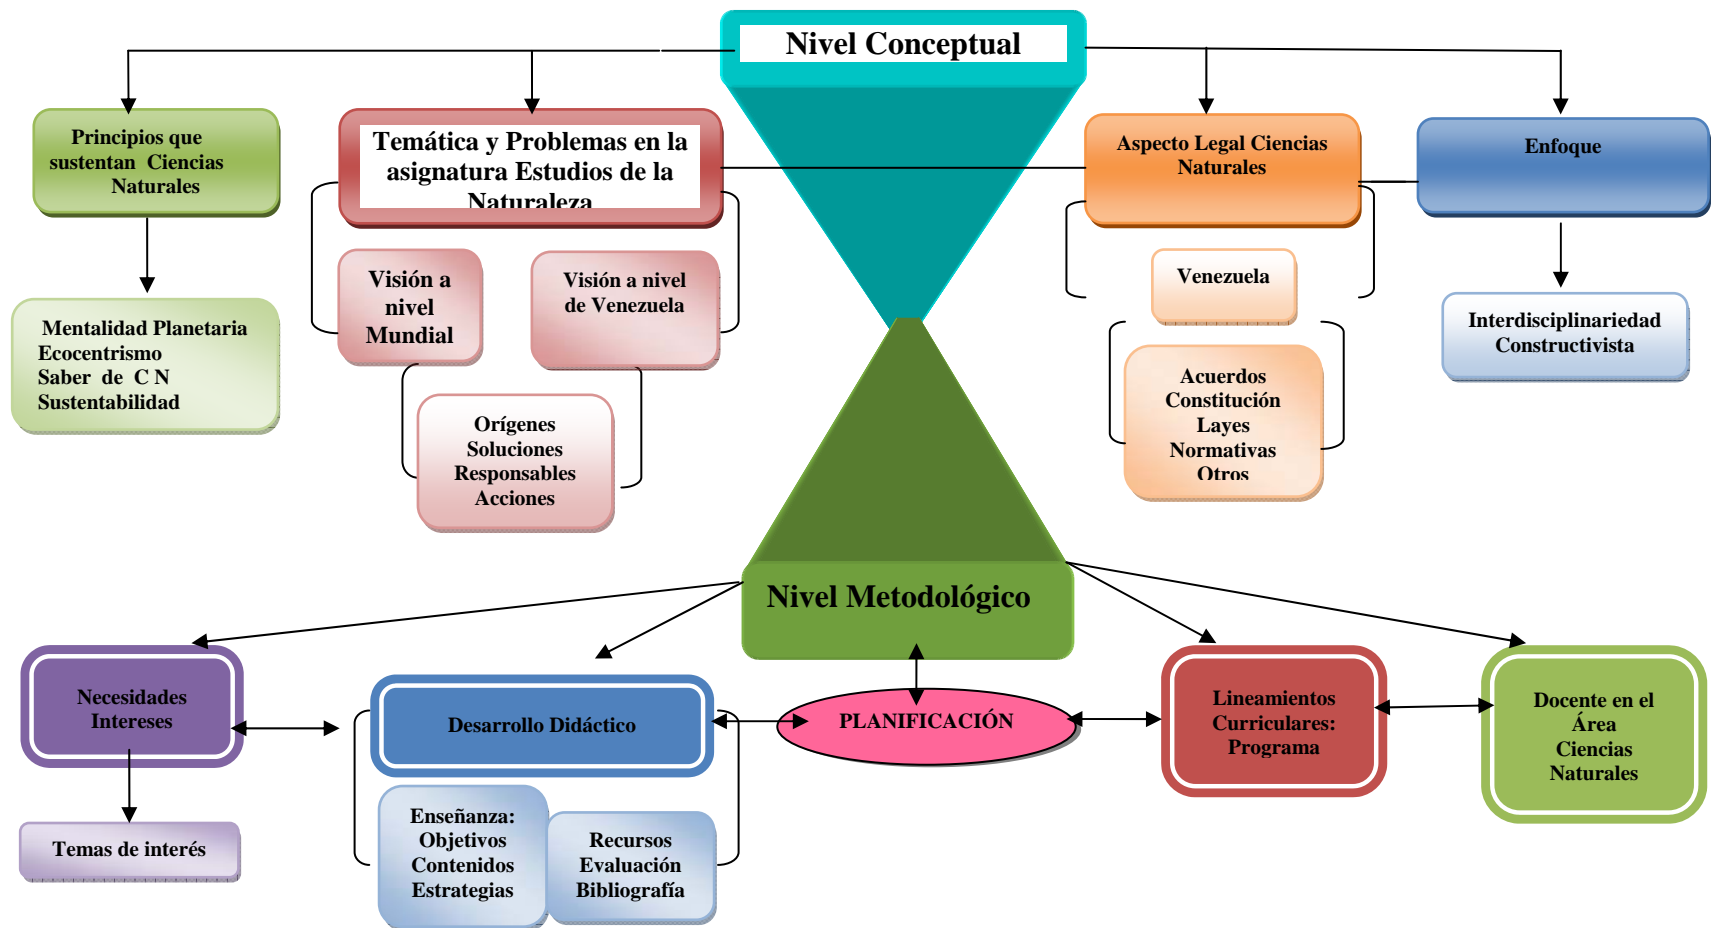 Nivel Conceptual
Principios que
sustentan Ciencias
Naturales
Temática y Problemas en la
asignatura Estudios de la
Naturaleza
Aspecto Legal Ciencias
Naturales
Enfoque
Visión a
nivel
Mundial
Visión a nivel
de Venezuela
Venezuela
Mentalidad Planetaria
Ecocentrismo
Saber de C N
Sustentabilidad
Interdisciplinariedad
Constructivista
Orígenes
Soluciones
Responsables
Acciones
Acuerdos
Constitución
Layes
Normativas
Otros
Nivel Metodológico
Necesidades
Intereses
Desarrollo Didáctico
PLANIFICACIÓN
Lineamientos
Curriculares:
Programa
Docente en el
Área
Ciencias
Naturales
Temas de interés
Enseñanza:
Objetivos
Contenidos
Estrategias
Recursos
Evaluación
Bibliografía